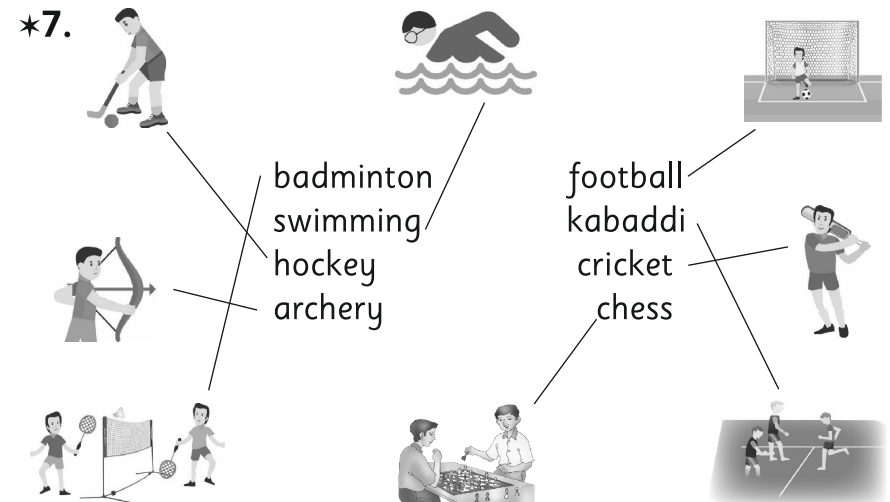 ✶7.
badminton
swimming
hockey
archery
football
kabaddi
cricket
chess